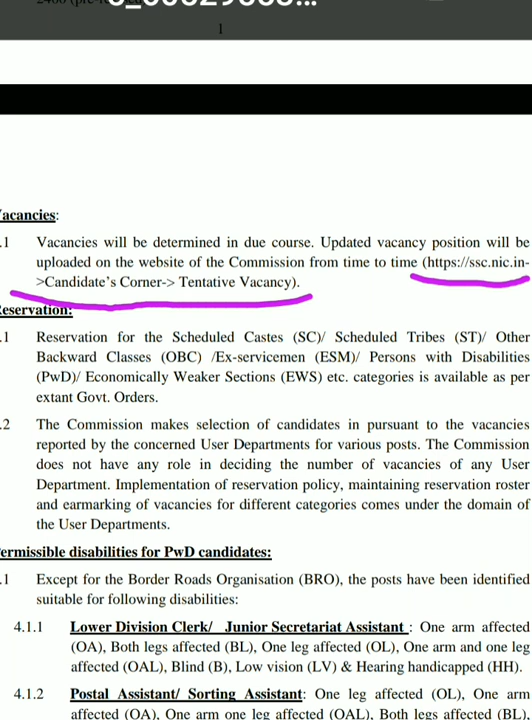 1
acancies:
.1 Vacancies will be determined in due course. Updated vacancy position will be
uploaded on the website of the Commission from time to time (https://ssc.nic.in-
>Candidate's Corner-> Tentative Vacancy).
eservation:
.1 Reservation for the Scheduled Castes (SC)/ Scheduled Tribes (ST)/ Other
Backward Classes (OBC) /Ex-servicemen (ESM)/ Persons with Disabilities
(PwD)/ Economically Weaker Sections (EWS) etc. categories is available as per
extant Govt. Orders.
.2 The Commission makes selection of candidates in pursuant to the vacancies
reported by the concerned User Departments for various posts. The Commission
does not have any role in deciding the number of vacancies of any User
Department. Implementation of reservation policy, maintaining reservation roster
and earmarking of vacancies for different categories comes under the domain of
the User Departments.
ermissible disabilities for PwD candidates:
.1 Except for the Border Roads Organisation (BRO), the posts have been identified
suitable for following disabilities:
4.1.1 Lower Division Clerk/ Junior Secretariat Assistant : One arm affected
(OA), Both legs affected (BL), One leg affected (OL), One arm and one leg
affected (OAL), Blind (B), Low vision (LV) & Hearing handicapped (HH).
4.1.2 Postal Assistant/ Sorting Assistant: One leg affected (OL), One arm
affected (OA), One arm one leg affected (OAL), Both legs affected (BL),